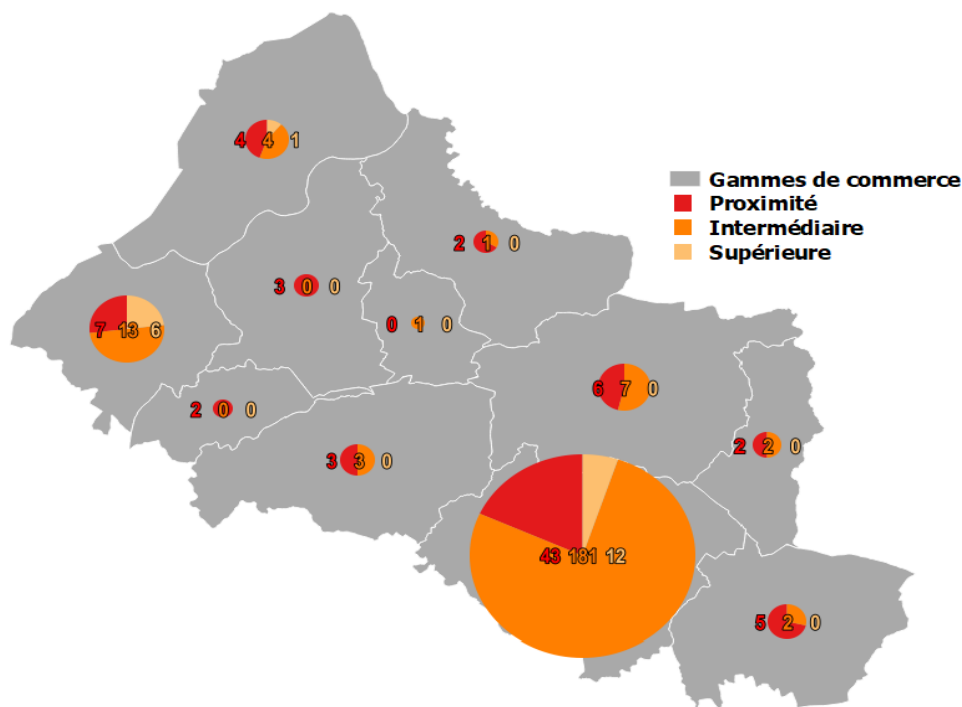 4 4 1
Gammes de commerce
Proximité
Intermédiaire
Supérieure
2 1 0
3 0 0
0 1 0
7 13 6
6 7 0
2 0 0
2 2 0
3 3 0
43 181 12
5 2 0